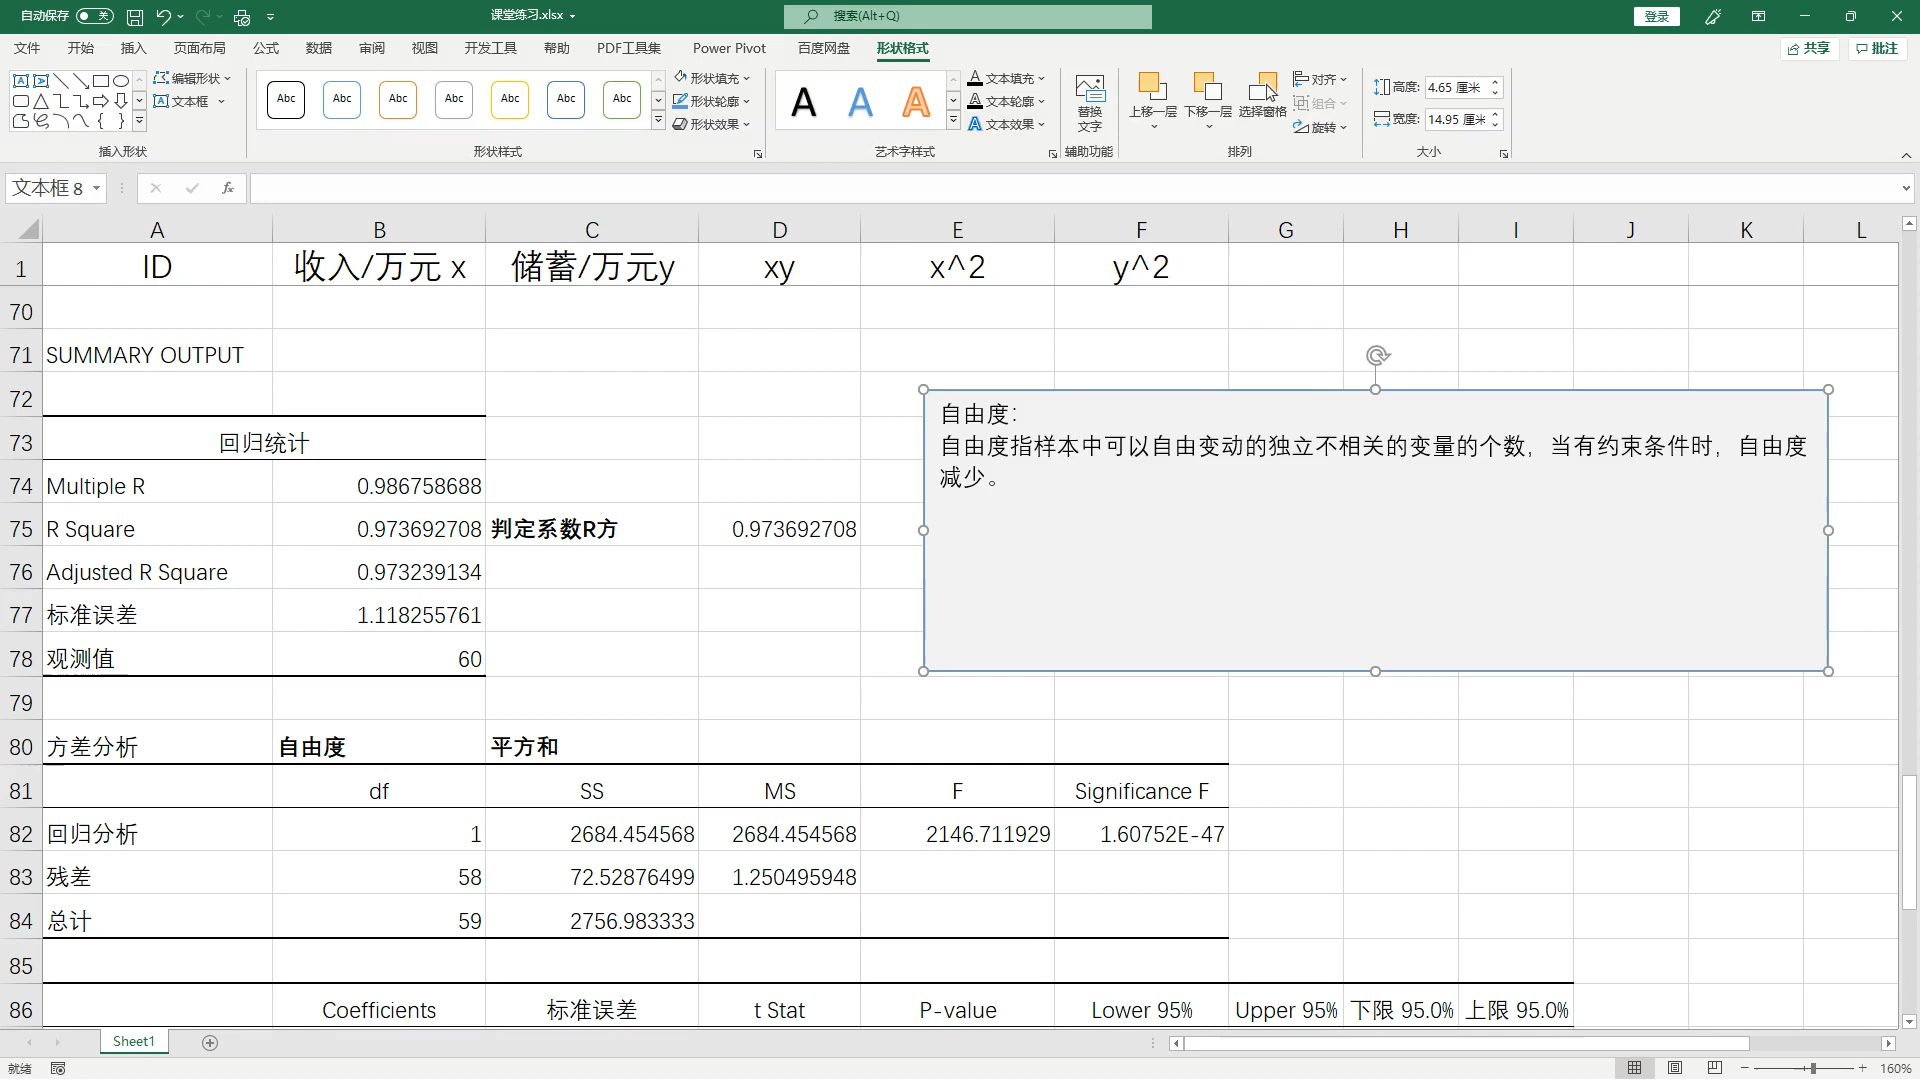 自动保存 关 课堂练习.xlsx 搜索(Alt+Q) 登录
文件 开始 插入 页面布局 公式 数据 审阅 视图 开发工具 帮助 PDF工具集 Power Pivot 百度网盘 形状格式 共享 批注
编辑形状 Abc Abc Abc Abc Abc Abc Abc 形状填充 A A A 文本填充 对齐 高度: 4.65 厘米
文本框 形状轮廓 文本轮廓 替换文字 上移一层 下移一层 选择窗格 组合
形状效果 文本效果 旋转 宽度: 14.95 厘米
插入形状 形状样式 艺术字样式 辅助功能 排列 大小
文本框 8 fx
A B C D E F G H I J K L
1 ID 收入/万元 x 储蓄/万元y xy x^2 y^2
70
71 SUMMARY OUTPUT
72
自由度：
自由度指样本中可以自由变动的独立不相关的变量的个数，当有约束条件时，自由度
减少。
73 回归统计
74 Multiple R 0.986758688
75 R Square 0.973692708 判定系数R方 0.973692708
76 Adjusted R Square 0.973239134
77 标准误差 1.118255761
78 观测值 60
79
80 方差分析 自由度 平方和
81 df SS MS F Significance F
82 回归分析 1 2684.454568 2684.454568 2146.711929 1.60752E-47
83 残差 58 72.52876499 1.250495948
84 总计 59 2756.983333
85
86 Coefficients 标准误差 t Stat P-value Lower 95% Upper 95% 下限 95.0% 上限 95.0%
Sheet1
就绪 160%